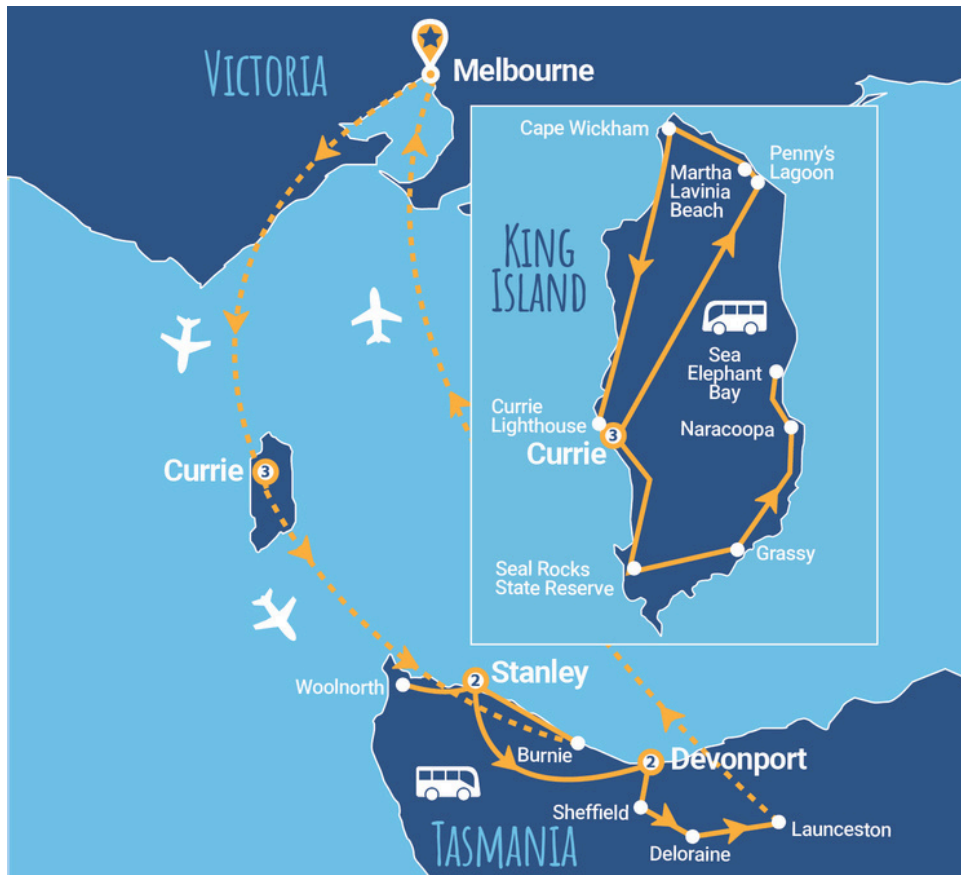 VICTORIA
Melbourne
Cape Wickham
Martha
Lavinia
Beach
Penny's
Lagoon
KING
ISLAND
Sea
Elephant
Bay
Currie
Lighthouse
Currie
3
Naracoopa
Currie
3
Grassy
Seal Rocks
State Reserve
Stanley
2
Woolnorth
Burnie
Devonport
2
Sheffield
Launceston
Deloraine
TASMANIA